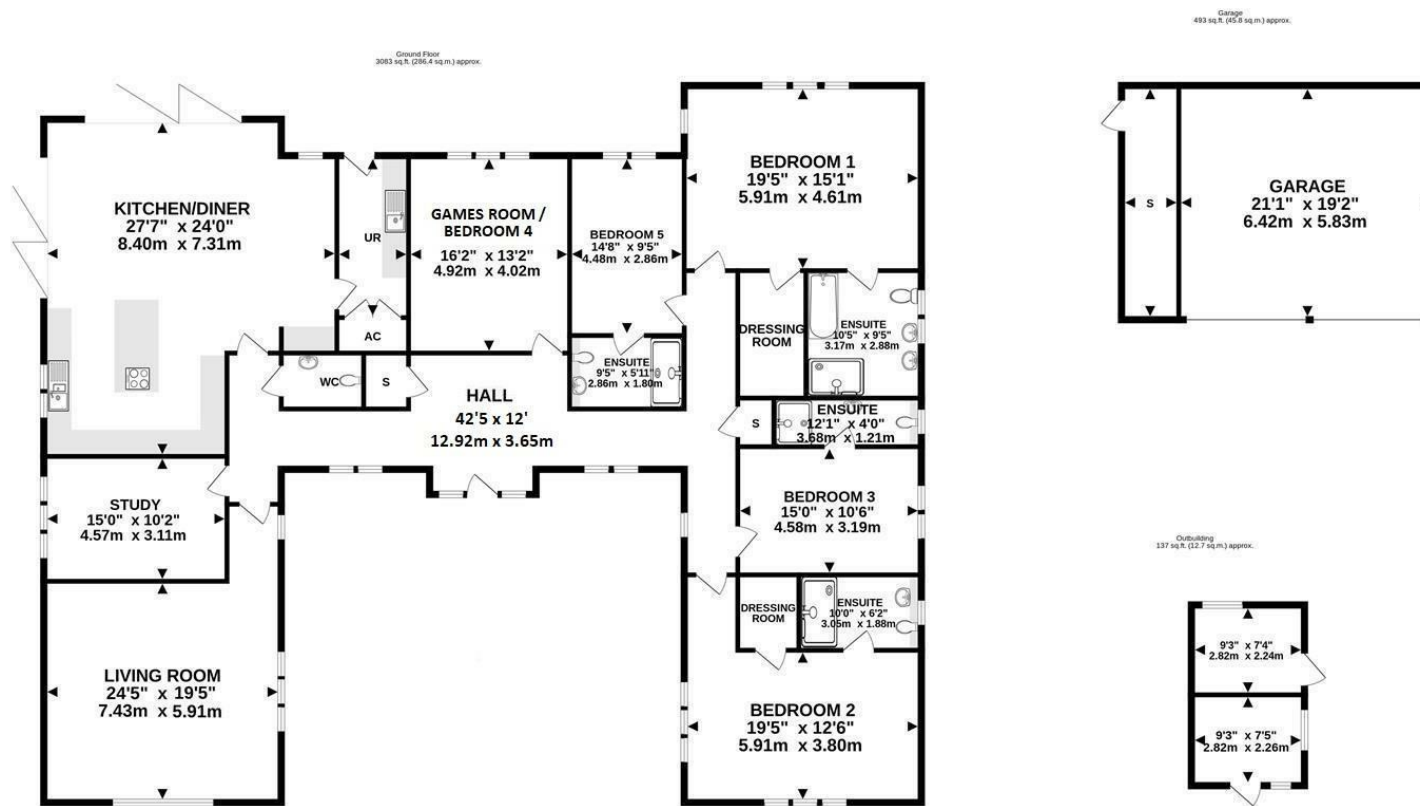 Ground Floor
3083 sq.ft. (286.4 sq.m.) approx.
KITCHEN/DINER
27'7" x 24'0"
8.40m x 7.31m
UR
AC
GAMES ROOM /
BEDROOM 4
16'2" x 13'2"
4.92m x 4.02m
BEDROOM 5
14'8" x 9'5"
4.48m x 2.86m
BEDROOM 1
19'5" x 15'1"
5.91m x 4.61m
DRESSING
ROOM
ENSUITE
10'5" x 9'5"
3.17m x 2.88m
WC
S
HALL
42'5 x 12'
12.92m x 3.65m
ENSUITE
9'5" x 5'11"
2.86m x 1.80m
S
ENSUITE
12'1" x 4'0"
3.68m x 1.21m
STUDY
15'0" x 10'2"
4.57m x 3.11m
BEDROOM 3
15'0" x 10'6"
4.58m x 3.19m
DRESSING
ROOM
ENSUITE
10'0" x 6'2"
3.05m x 1.88m
LIVING ROOM
24'5" x 19'5"
7.43m x 5.91m
BEDROOM 2
19'5" x 12'6"
5.91m x 3.80m
Garage
493 sq.ft. (45.8 sq.m.) approx.
S
GARAGE
21'1" x 19'2"
6.42m x 5.83m
Outbuilding
137 sq.ft. (12.7 sq.m.) approx.
9'3" x 7'4"
2.82m x 2.24m
9'3" x 7'5"
2.82m x 2.26m